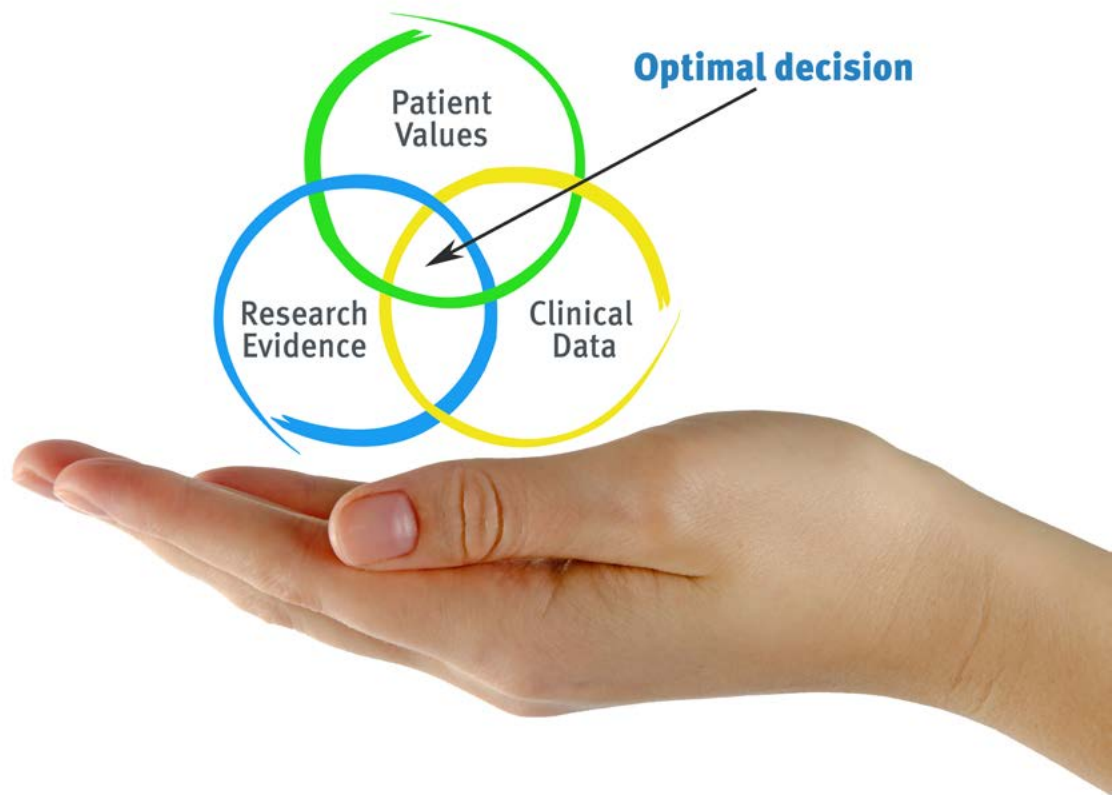 Optimal decision
Patient
Values
Research
Evidence
Clinical
Data